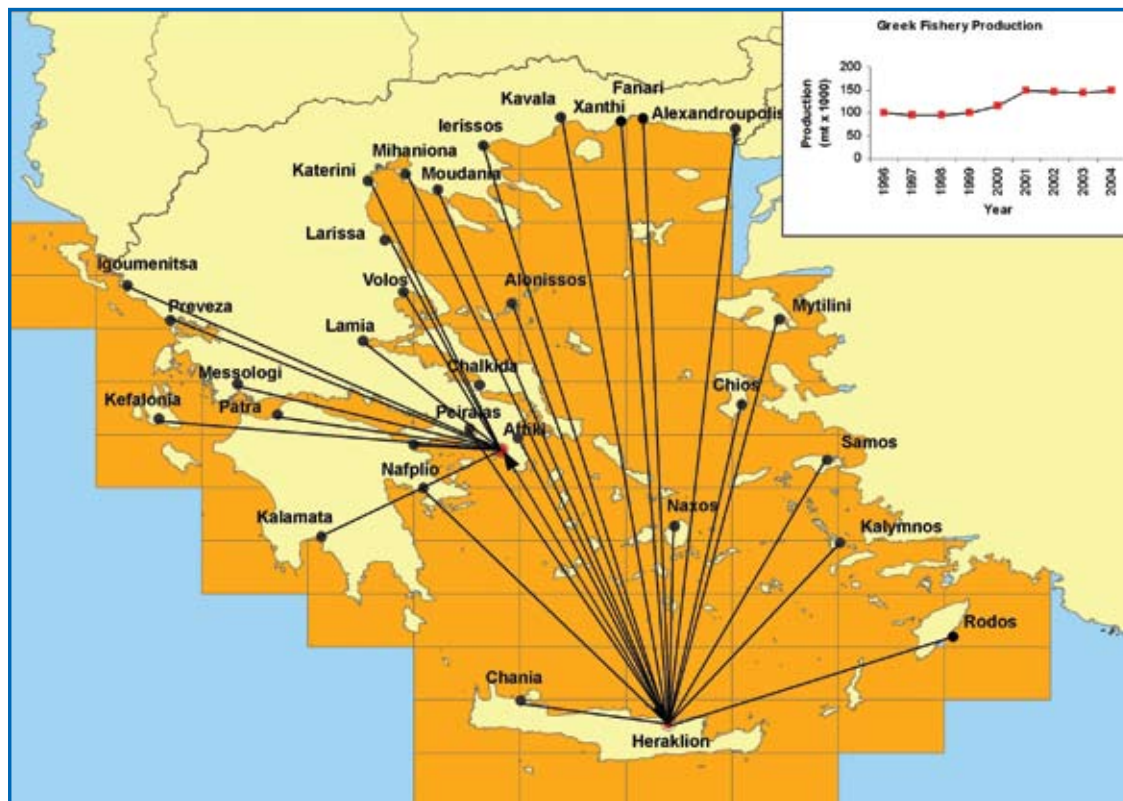 Greek Fishery Production
Production
(mt x 1000)
200
150
100
50
0
1996
1997
1998
1999
2000
2001
2002
2003
2004
Year
Fanari
Kavala
Xanthi
Alexandroupolis
Ierissos
Mihaniona
Katerini
Moudania
Larissa
Igoumenitsa
Volos
Alonissos
Preveza
Mytilini
Lamia
Chalkida
Messologi
Chios
Kefalonia
Patra
Peiraias
Attiki
Samos
Nafplio
Kalamata
Naxos
Kalymnos
Rodos
Chania
Heraklion